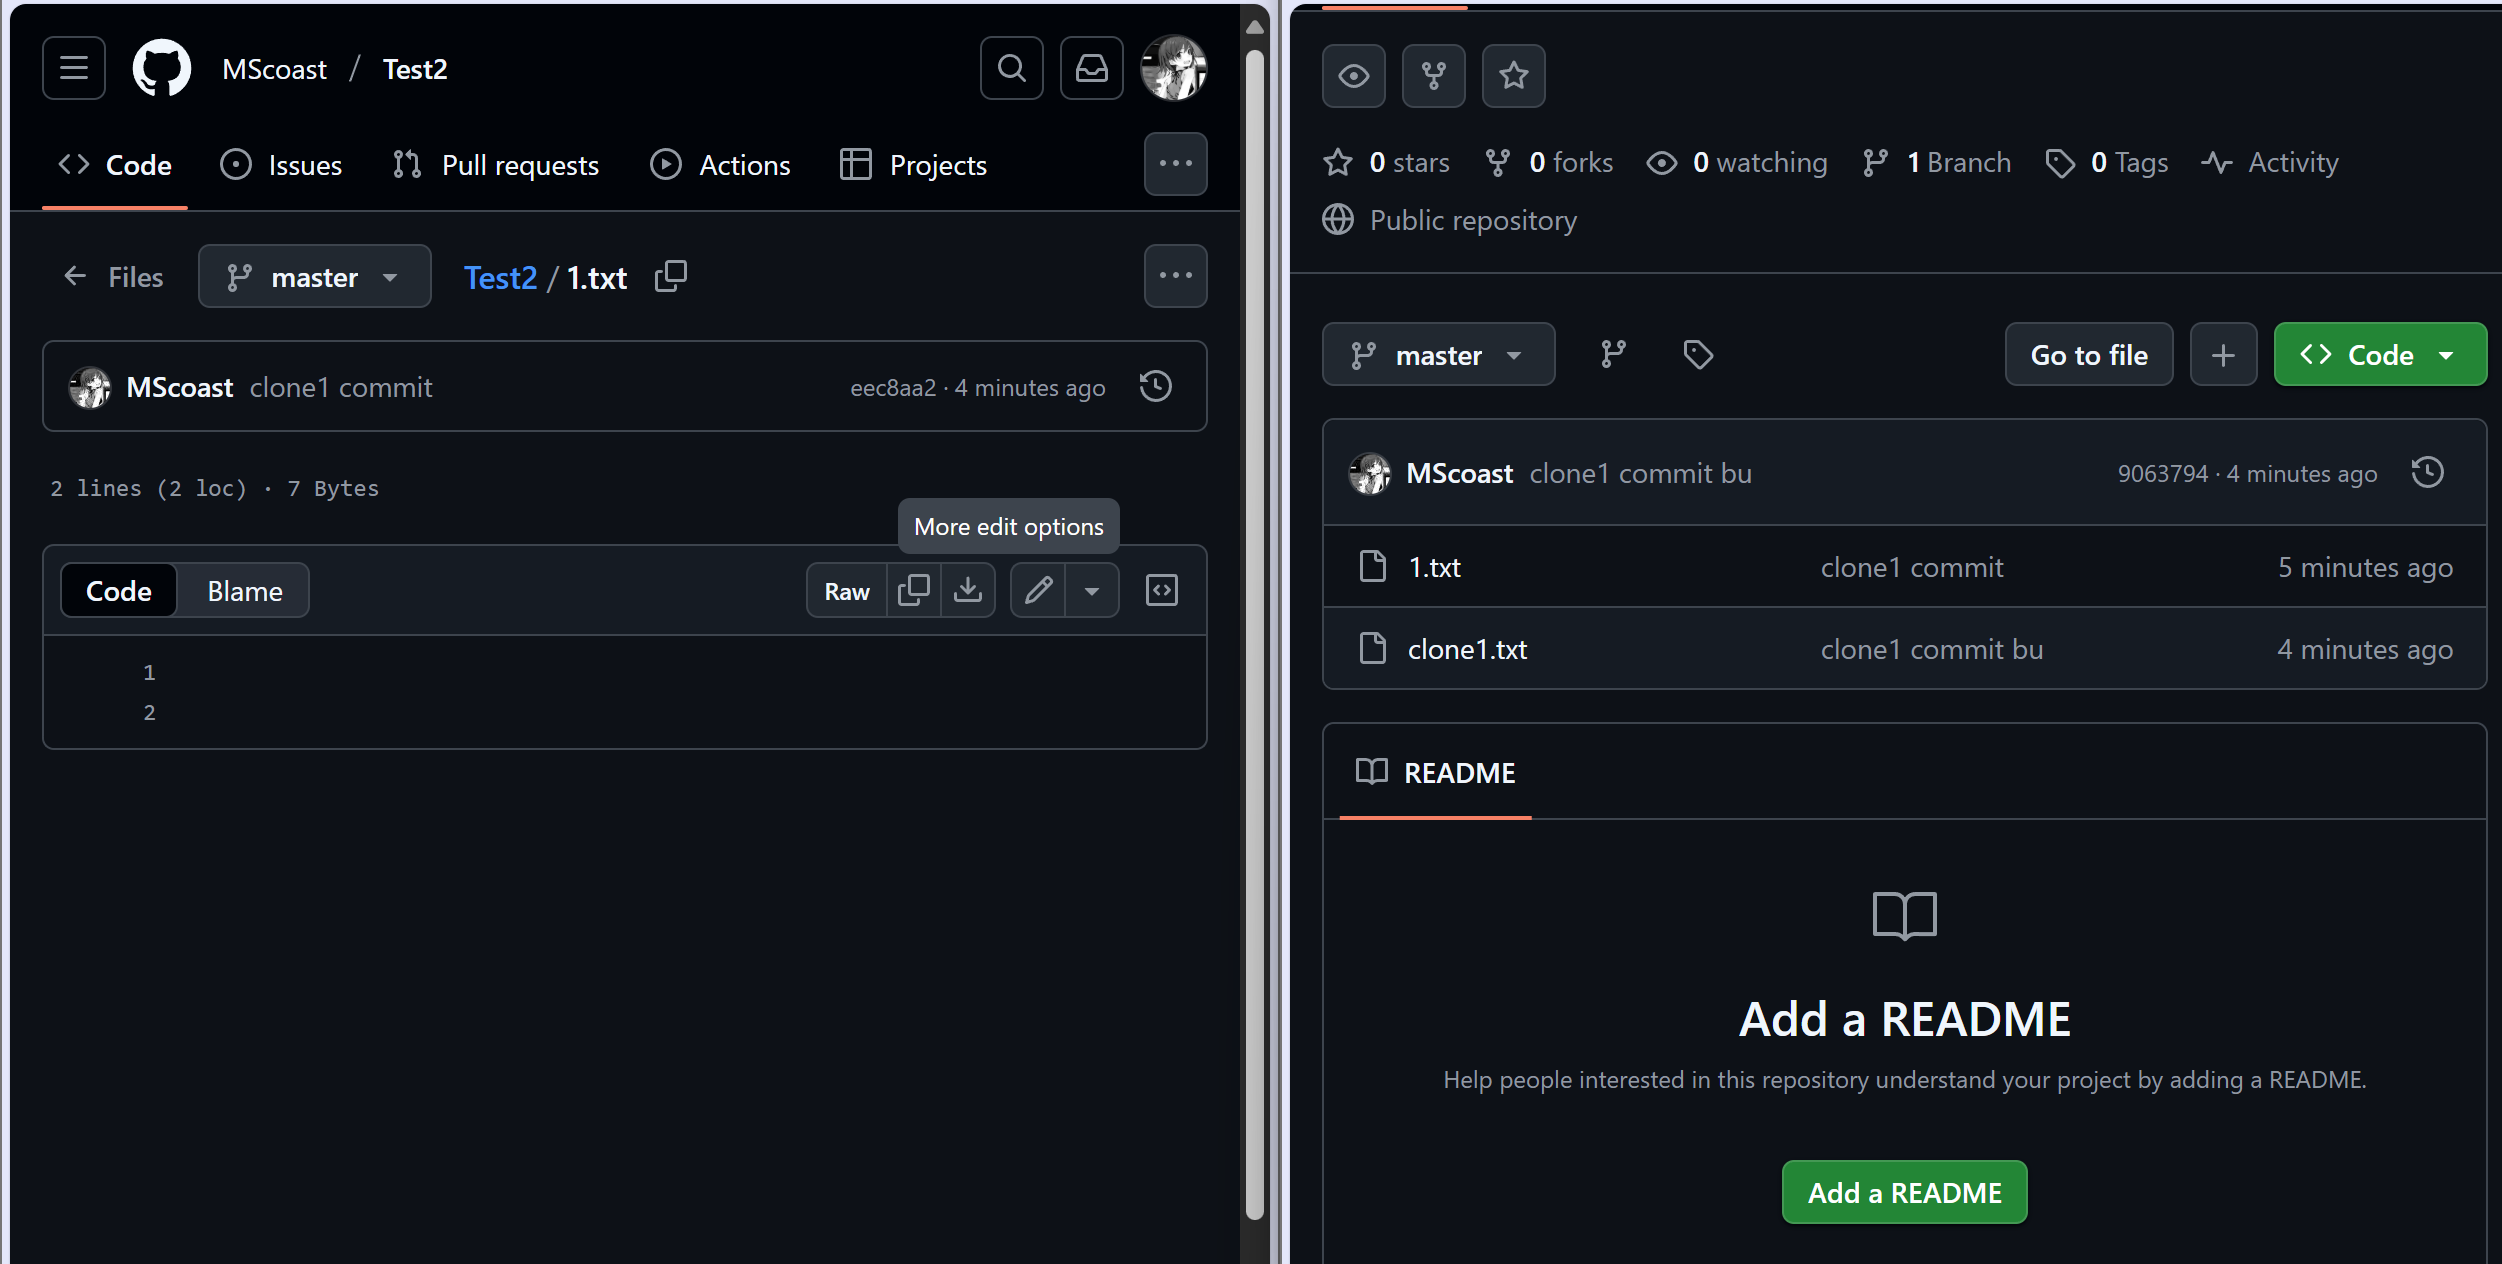 MScoast / Test2
Code Issues Pull requests Actions Projects
Files master Test2 / 1.txt
MScoast clone1 commit eec8aa2 · 4 minutes ago
2 lines (2 loc) · 7 Bytes
More edit options
Code Blame Raw
1
2
0 stars 0 forks 0 watching 1 Branch 0 Tags Activity
Public repository
master Go to file Code
MScoast clone1 commit bu 9063794 · 4 minutes ago
1.txt clone1 commit 5 minutes ago
clone1.txt clone1 commit bu 4 minutes ago
README
Add a README
Help people interested in this repository understand your project by adding a README.
Add a README